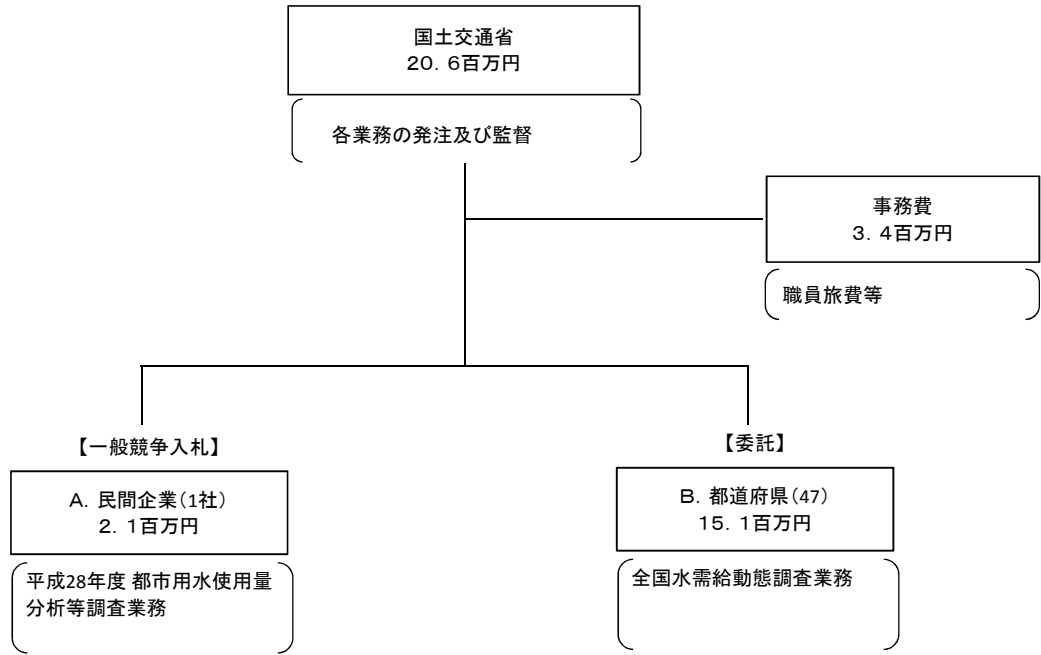 国土交通省
20．6百万円
各業務の発注及び監督
事務費
3．4百万円
職員旅費等
【一般競争入札】
A．民間企業（1社）
2．1百万円
平成28年度 都市用水使用量
分析等調査業務
【委託】
B．都道府県（47）
15．1百万円
全国水需給動態調査業務